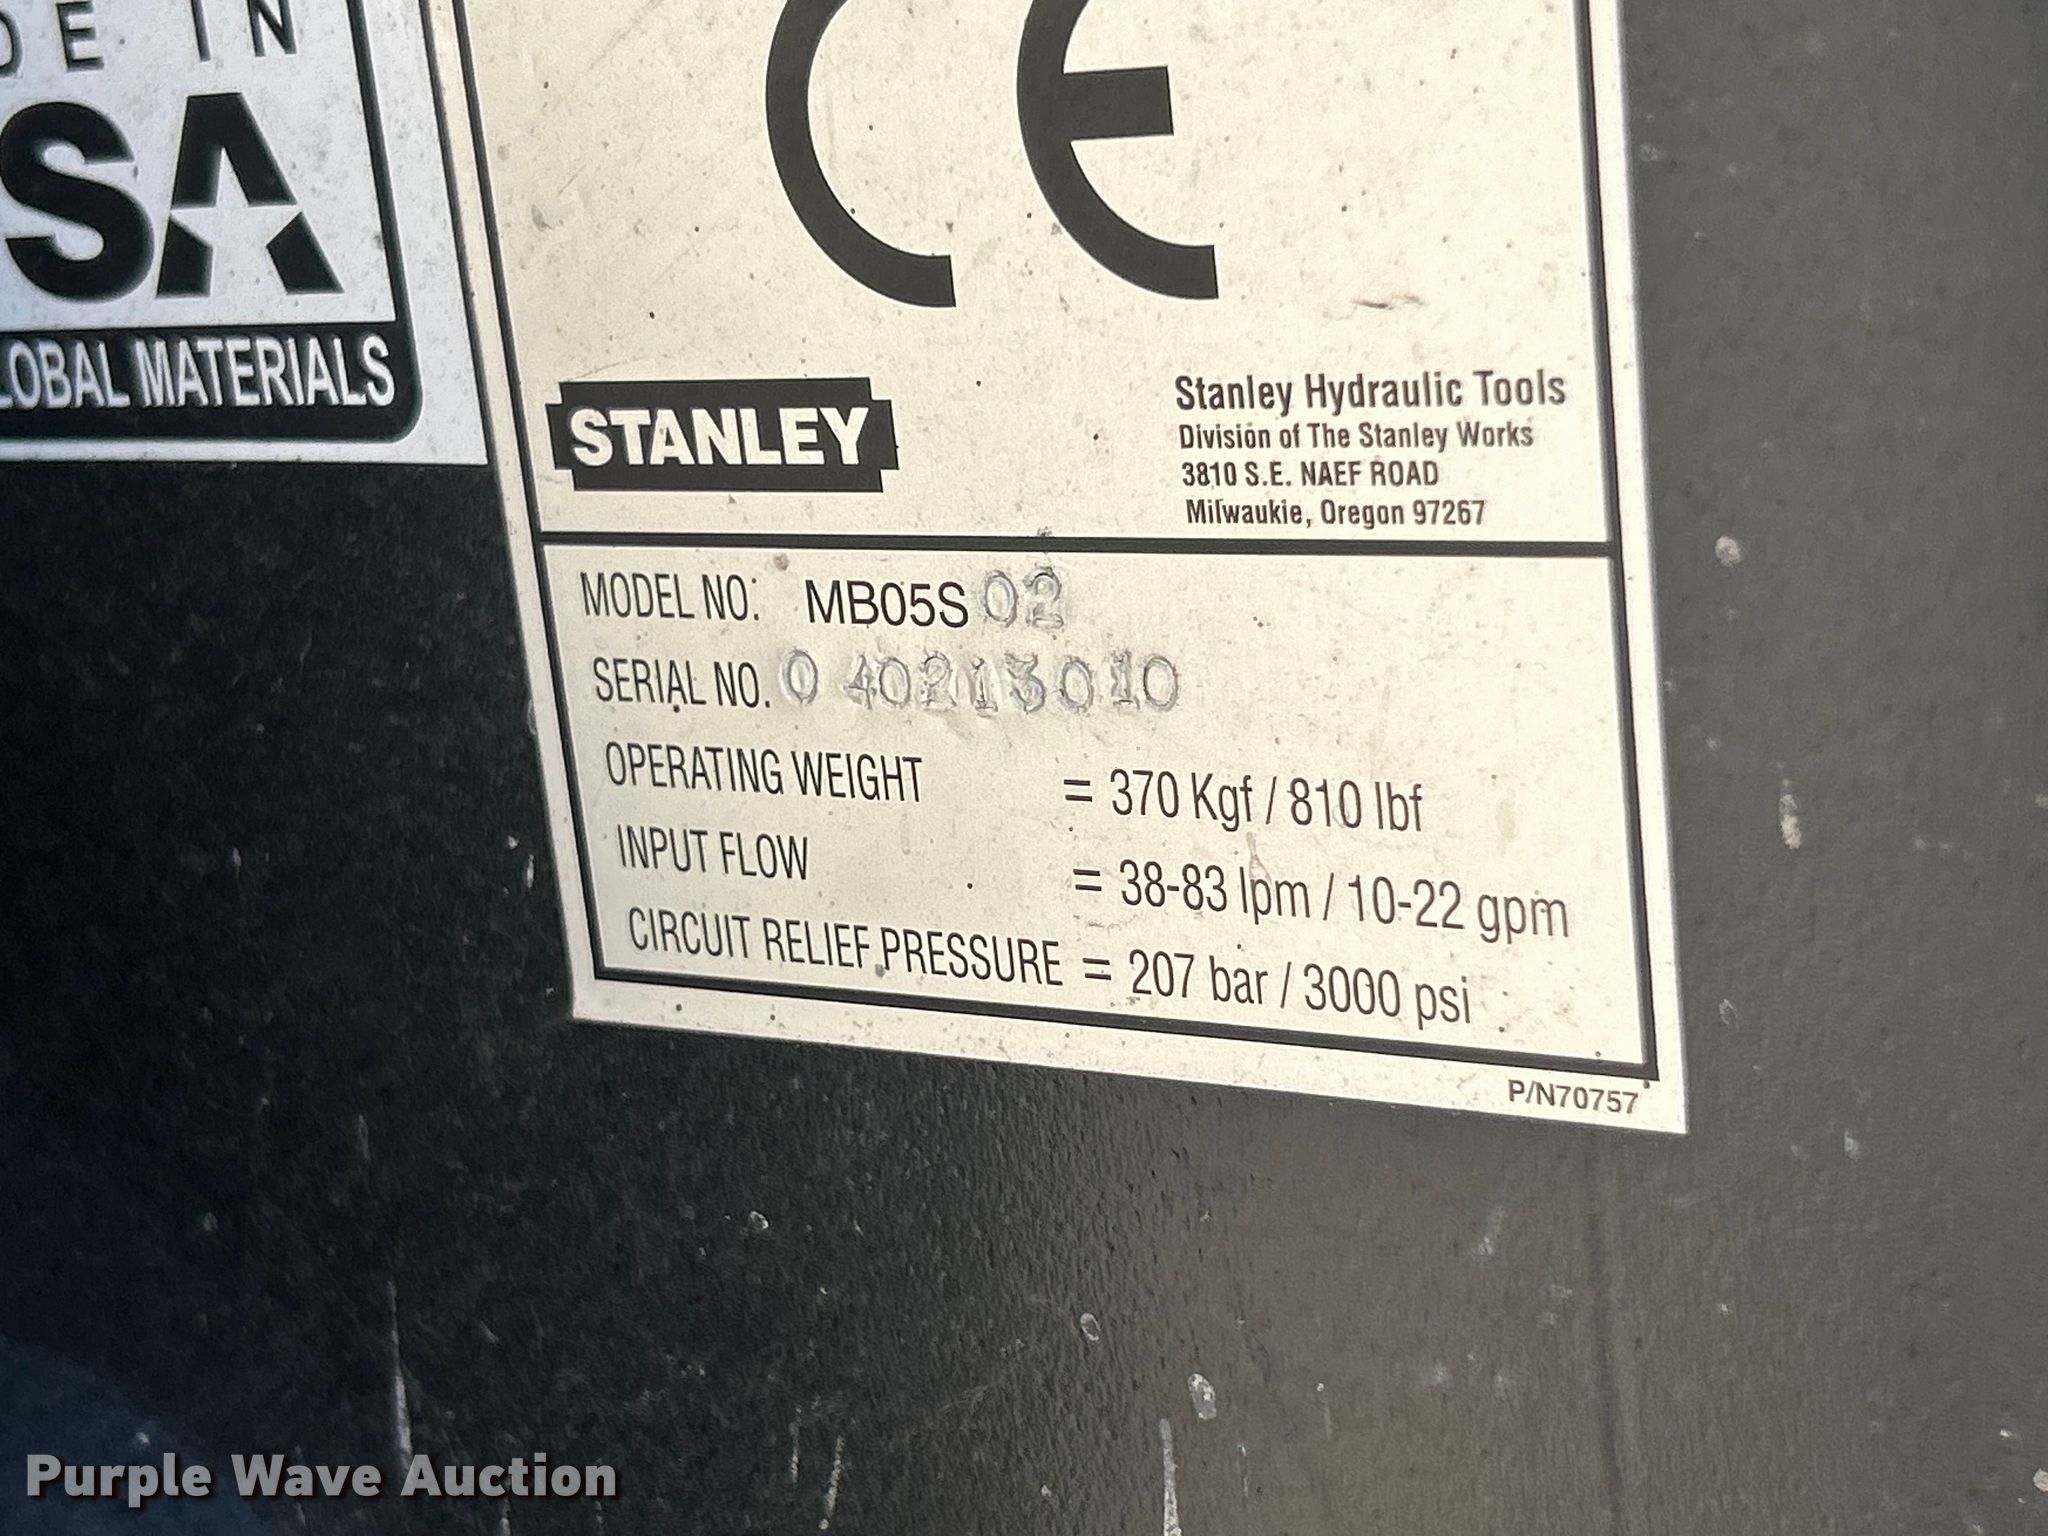 DE IN
SA
LOBAL MATERIALS
CE
STANLEY
Stanley Hydraulic Tools
Division of The Stanley Works
3810 S.E. NAEF ROAD
Milwaukie, Oregon 97267
MODEL NO: MB05S 02
SERIAL NO. 0 40213010
OPERATING WEIGHT = 370 Kgf / 810 lbf
INPUT FLOW = 38-83 lpm / 10-22 gpm
CIRCUIT RELIEF PRESSURE = 207 bar / 3000 psi
P/N70757
Purple Wave Auction